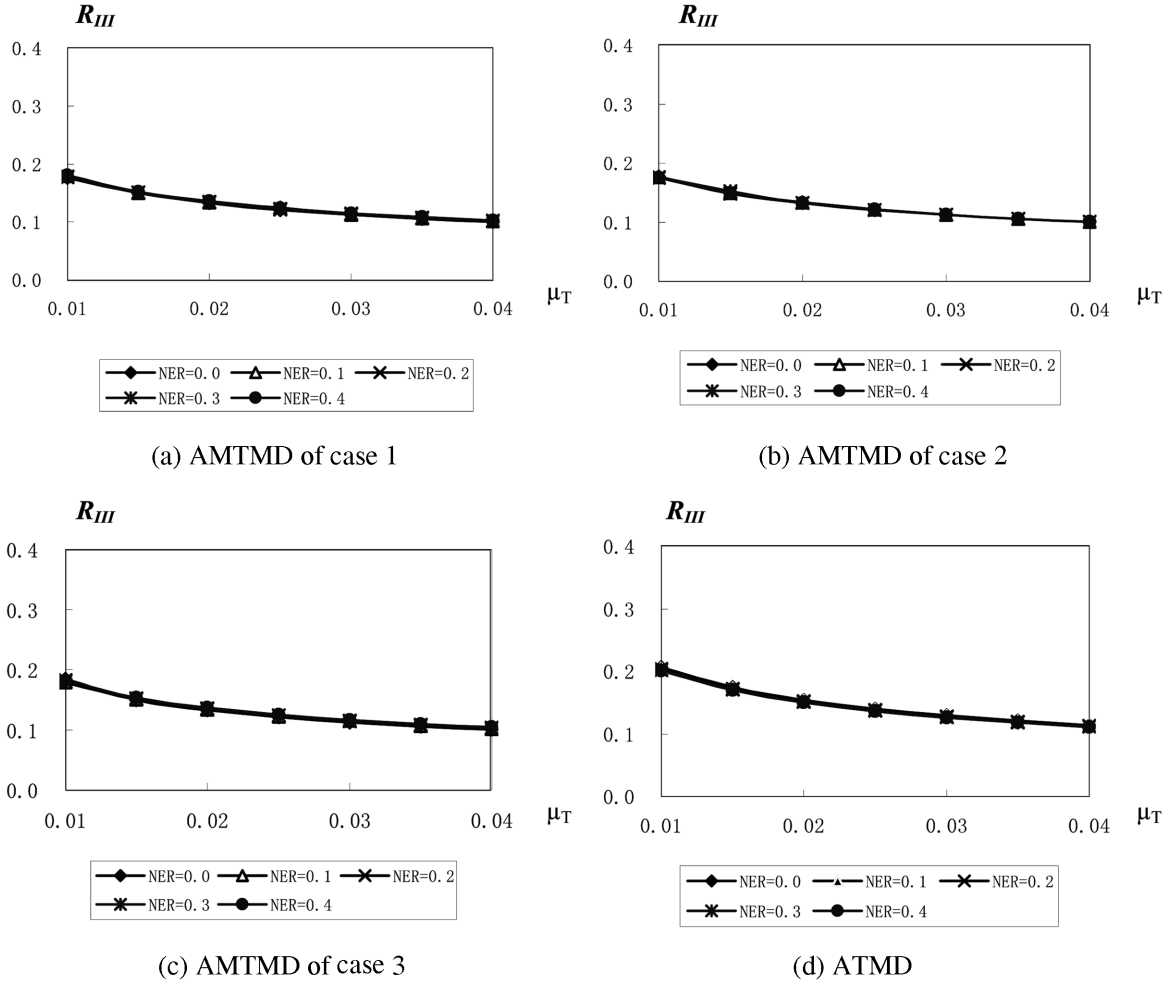 R_III
0.4
0.3
0.2
0.1
0.0
0.01 0.02 0.03 0.04
μ_T
NER=0.0 NER=0.1 NER=0.2
NER=0.3 NER=0.4
(a) AMTMD of case 1
R_III
0.4
0.3
0.2
0.1
0.0
0.01 0.02 0.03 0.04
μ_T
NER=0.0 NER=0.1 NER=0.2
NER=0.3 NER=0.4
(b) AMTMD of case 2
R_III
0.4
0.3
0.2
0.1
0.0
0.01 0.02 0.03 0.04
μ_T
NER=0.0 NER=0.1 NER=0.2
NER=0.3 NER=0.4
(c) AMTMD of case 3
R_III
0.4
0.3
0.2
0.1
0.0
0.01 0.02 0.03 0.04
μ_T
NER=0.0 NER=0.1 NER=0.2
NER=0.3 NER=0.4
(d) ATMD